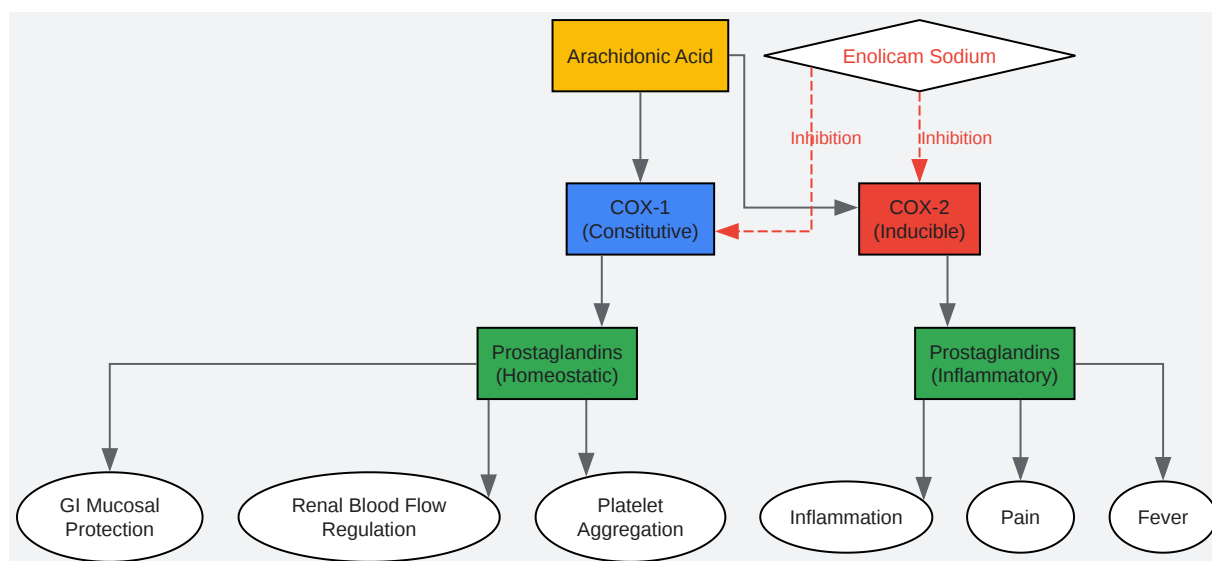 Arachidonic Acid
Enolicam Sodium
Inhibition
Inhibition
COX-1
(Constitutive)
COX-2
(Inducible)
Prostaglandins
(Homeostatic)
Prostaglandins
(Inflammatory)
GI Mucosal
Protection
Renal Blood Flow
Regulation
Platelet
Aggregation
Inflammation
Pain
Fever